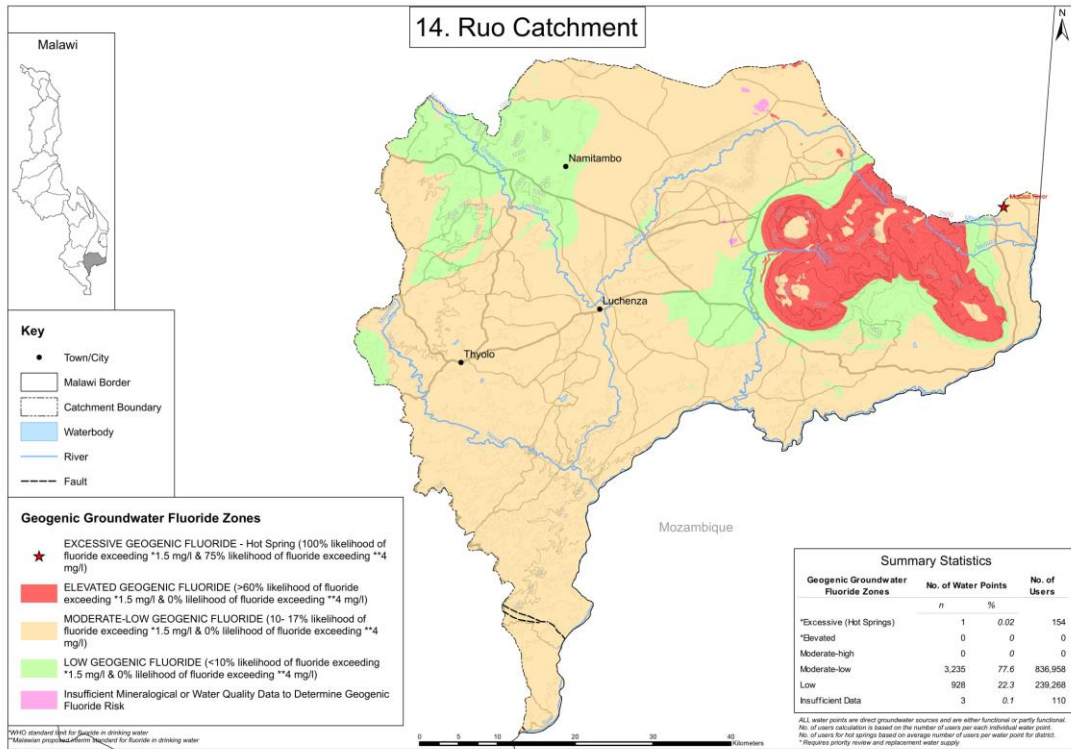 14. Ruo Catchment
N
Malawi
Namitambo
Luchenza
Thyolo
Mozambique
Key
Town/City
Malawi Border
Catchment Boundary
Waterbody
River
Fault
Geogenic Groundwater Fluoride Zones
EXCESSIVE GEOGENIC FLUORIDE - Hot Spring (100% likelihood of
fluoride exceeding *1.5 mg/l & 75% likelihood of fluoride exceeding **4
mg/l)
ELEVATED GEOGENIC FLUORIDE (>60% likelihood of fluoride
exceeding *1.5 mg/l & 0% lilelihood of fluoride exceeding **4 mg/l)
MODERATE-LOW GEOGENIC FLUORIDE (10- 17% likelihood of
fluoride exceeding *1.5 mg/l & 0% lilelihood of fluoride exceeding **4
mg/l)
LOW GEOGENIC FLUORIDE (<10% likelihood of fluoride exceeding
*1.5 mg/l & 0% lilelihood of fluoride exceeding **4 mg/l)
Insufficient Mineralogical or Water Quality Data to Determine Geogenic
Fluoride Risk
*WHO standard limit for fluoride in drinking water
**Malawian proposed interim standard for fluoride in drinking water
0 10 20 30 40
Kilometers
Summary Statistics
Geogenic Groundwater Fluoride Zones No. of Water Points No. of Users
n %
*Excessive (Hot Springs) 1 0.02 154
*Elevated 0 0 0
Moderate-high 0 0 0
Moderate-low 3,235 77.6 836,958
Low 928 22.3 239,268
Insufficient Data 3 0.1 110
ALL water points are direct groundwater sources and are either functional or partly functional.
No. of users calculation is based on the number of users per each individual water point.
No. of users for hot springs based on average number of users per water point for district.
* Requires priority review and replacement water supply